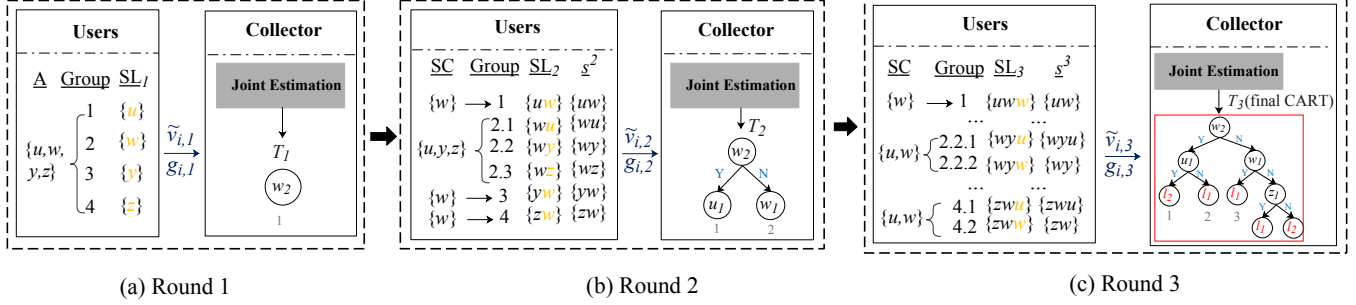 Users
A Group SL1
{u,w,
y,z}
1 {u}
2 {w}
3 {y}
4 {z}
ṽi,1
gi,1
Collector
Joint Estimation
T1
w2
1
(a) Round 1
Users
SC Group SL2 s2
{w} 1 {uw} {uw}
{u,y,z}
2.1 {wu} {wu}
2.2 {wy} {wy}
2.3 {wz} {wz}
{w} 3 {yw} {yw}
{w} 4 {zw} {zw}
ṽi,2
gi,2
Collector
Joint Estimation
T2
w2
Y N
u1 w1
1 2
(b) Round 2
Users
SC Group SL3 s3
{w} 1 {uww} {uw}
... ...
{u,w}
2.2.1 {wyu} {wyu}
2.2.2 {wyw} {wy}
... ...
{u,w}
4.1 {zwu} {zwu}
4.2 {zww} {zw}
ṽi,3
gi,3
Collector
Joint Estimation
T3(final CART)
w2
Y N
u1 w1
Y N Y N
l2 l1 l1 z1
1 2 3 Y N
l1 l2
(c) Round 3